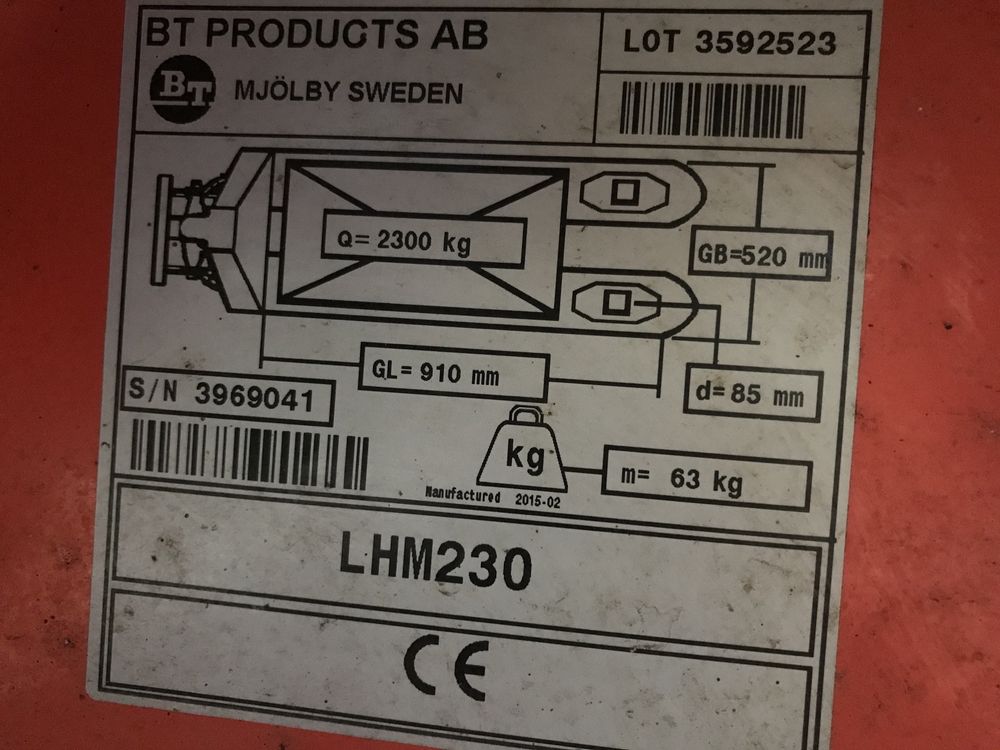 BT PRODUCTS AB
LOT 3592523
BT
MJÖLBY SWEDEN
Q= 2300 kg
GB=520 mm
GL= 910 mm
d= 85 mm
S/N 3969041
kg
m= 63 kg
Manufactured 2015-02
LHM230
CE